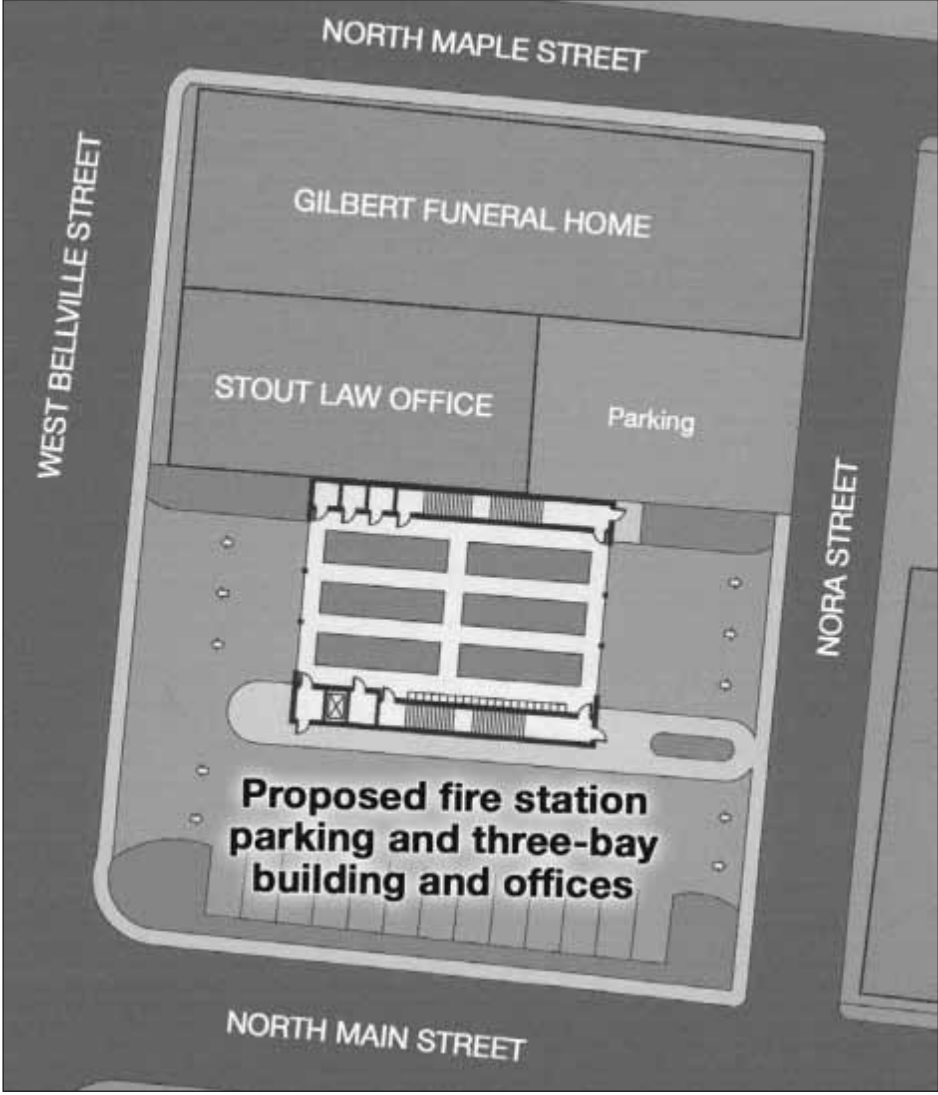 NORTH MAPLE STREET
WEST BELLVILLE STREET
GILBERT FUNERAL HOME
STOUT LAW OFFICE
Parking
NORA STREET
Proposed fire station
parking and three-bay
building and offices
NORTH MAIN STREET